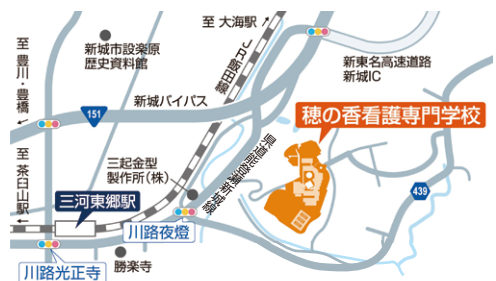 至 大海駅
新城市設楽原
歴史資料館
JR飯田線
新東名高速道路
新城IC
至 豊川・豊橋
151
新城バイパス
穂の香看護専門学校
至 茶臼山駅
三起金型
製作所(株)
県道能登瀬新城線
三河東郷駅
439
川路夜燈
川路光正寺
勝楽寺